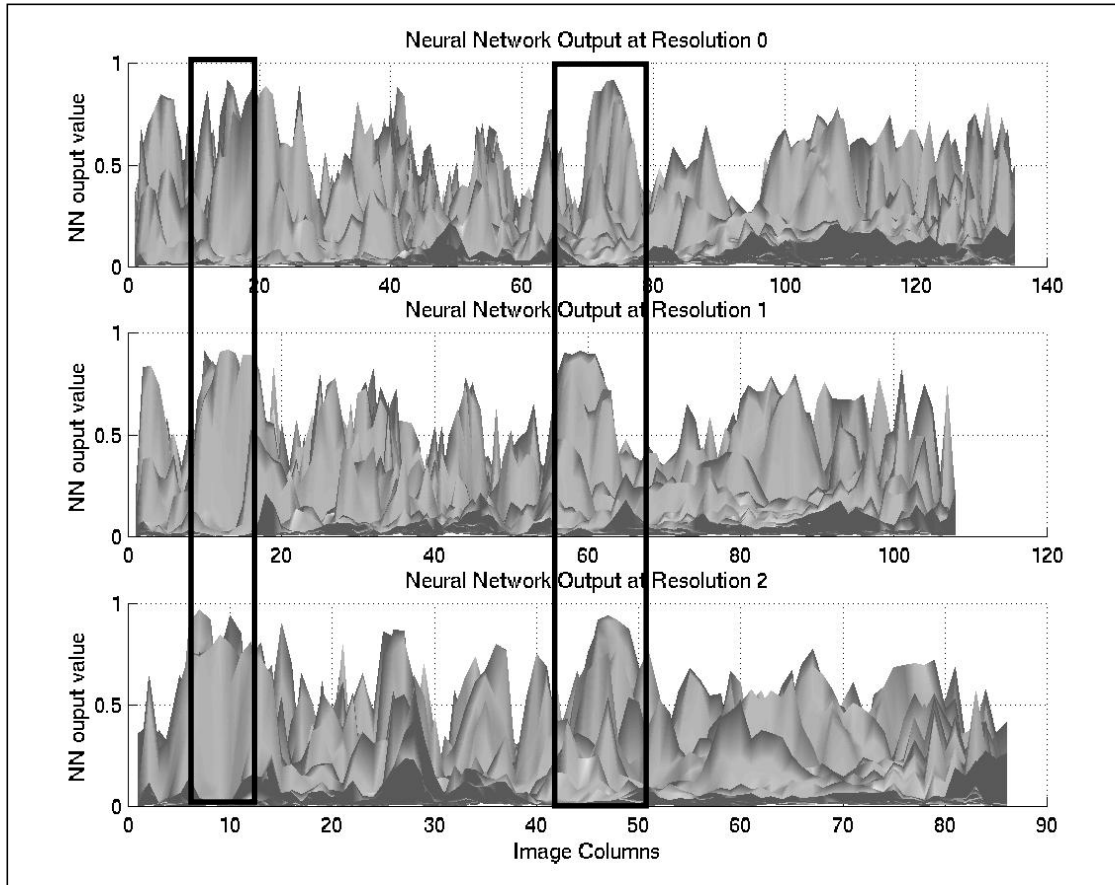 Neural Network Output at Resolution 0
1
0.5
0
NN ouput value
0 20 40 60 80 100 120 140
Neural Network Output at Resolution 1
1
0.5
0
NN ouput value
0 20 40 60 80 100 120
Neural Network Output at Resolution 2
1
0.5
0
NN ouput value
0 10 20 30 40 50 60 70 80 90
Image Columns